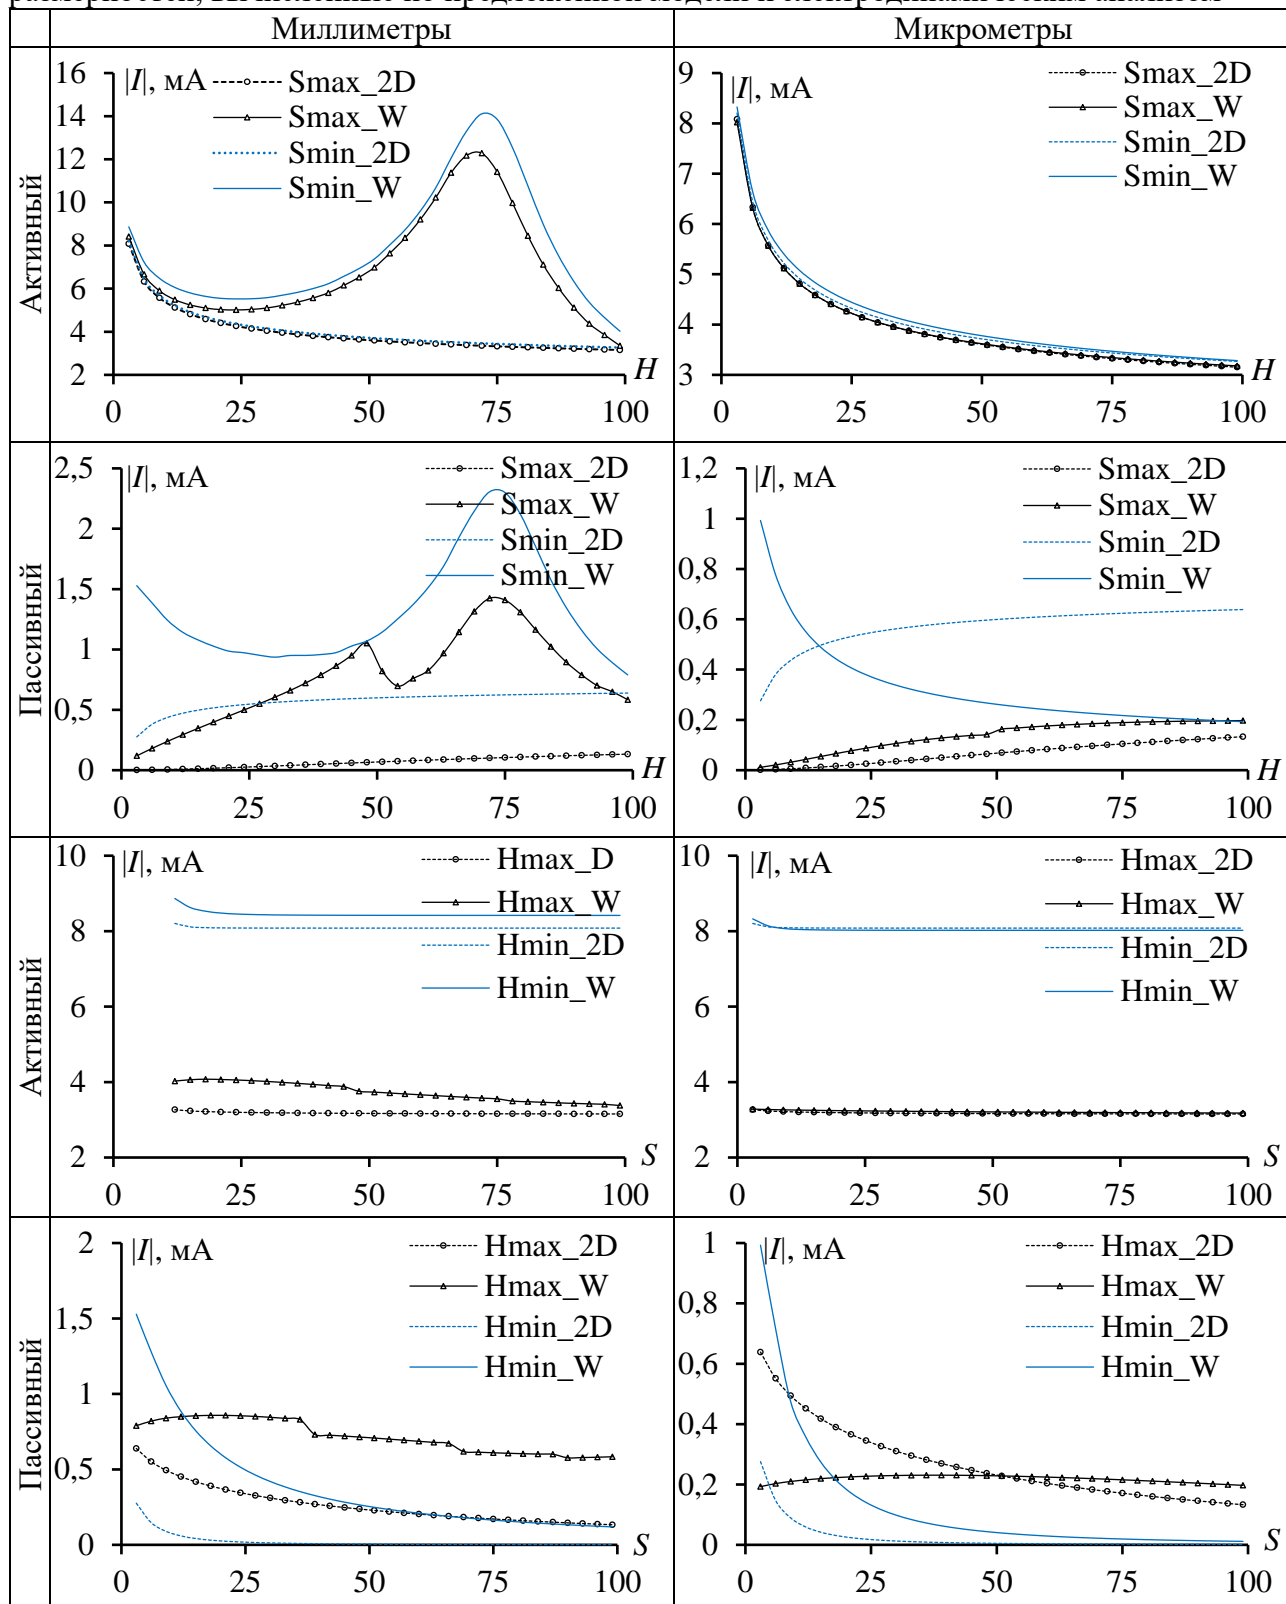 размерностей, вычисленные по предложенной модели и электродинамическим анализом
Миллиметры
Микрометры
Активный
|I|, мА
Smax_2D
Smax_W
Smin_2D
Smin_W
16
14
12
10
8
6
4
2
0
25
50
75
100
H
|I|, мА
Smax_2D
Smax_W
Smin_2D
Smin_W
9
8
7
6
5
4
3
0
25
50
75
100
H
Пассивный
|I|, мА
Smax_2D
Smax_W
Smin_2D
Smin_W
2,5
2
1,5
1
0,5
0
0
25
50
75
100
H
|I|, мА
Smax_2D
Smax_W
Smin_2D
Smin_W
1,2
1
0,8
0,6
0,4
0,2
0
0
25
50
75
100
H
Активный
|I|, мА
Hmax_D
Hmax_W
Hmin_2D
Hmin_W
10
8
6
4
2
0
25
50
75
100
S
|I|, мА
Hmax_2D
Hmax_W
Hmin_2D
Hmin_W
10
8
6
4
2
0
25
50
75
100
S
Пассивный
|I|, мА
Hmax_2D
Hmax_W
Hmin_2D
Hmin_W
2
1,5
1
0,5
0
0
25
50
75
100
S
|I|, мА
Hmax_2D
Hmax_W
Hmin_2D
Hmin_W
1
0,8
0,6
0,4
0,2
0
0
25
50
75
100
S